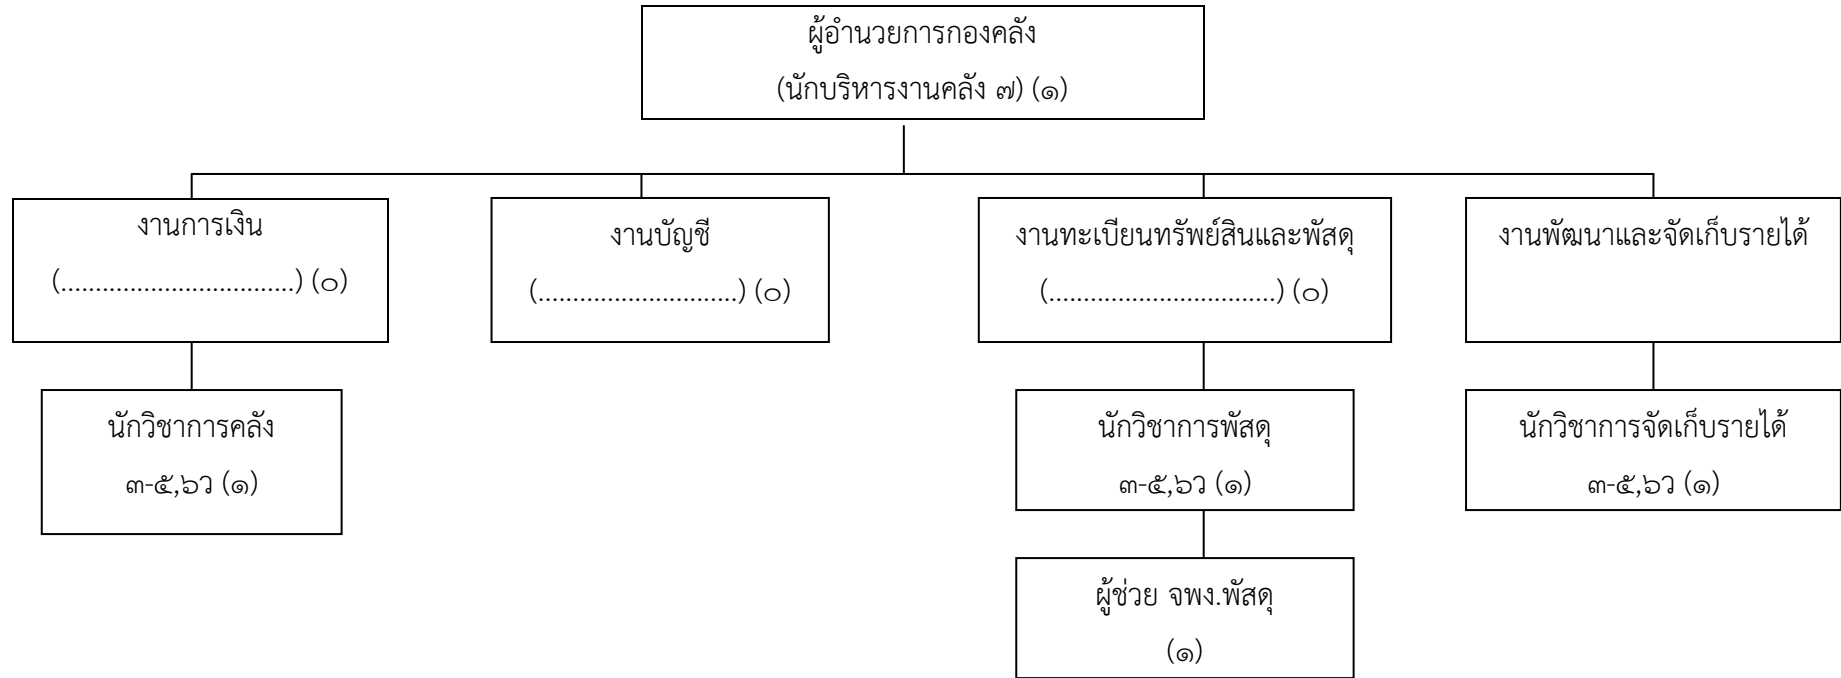 ผู้อำนวยการกองคลัง
(นักบริหารงานคลัง ๗) (๑)
งานการเงิน
(..................................) (๐)
งานบัญชี
(.............................) (๐)
งานทะเบียนทรัพย์สินและพัสดุ
(.................................) (๐)
งานพัฒนาและจัดเก็บรายได้
นักวิชาการคลัง
๓-๕,๖ว (๑)
นักวิชาการพัสดุ
๓-๕,๖ว (๑)
นักวิชาการจัดเก็บรายได้
๓-๕,๖ว (๑)
ผู้ช่วย จพง.พัสดุ
(๑)